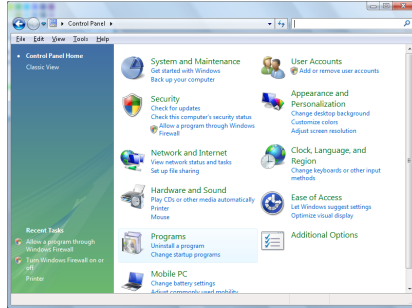 Control Panel
File Edit View Tools Help
Control Panel Home
Classic View
System and Maintenance
Get started with Windows
Back up your computer
Security
Check for updates
Check this computer's security status
Allow a program through Windows
Firewall
Network and Internet
View network status and tasks
Set up file sharing
Hardware and Sound
Play CDs or other media automatically
Printer
Mouse
Programs
Uninstall a program
Change startup programs
Mobile PC
Change battery settings
Adjust commonly used mobility
User Accounts
Add or remove user accounts
Appearance and
Personalization
Change desktop background
Customize colors
Adjust screen resolution
Clock, Language, and
Region
Change keyboards or other input
methods
Ease of Access
Let Windows suggest settings
Optimize visual display
Additional Options
Recent Tasks
Allow a program through
Windows Firewall
Turn Windows Firewall on or
off
Printer